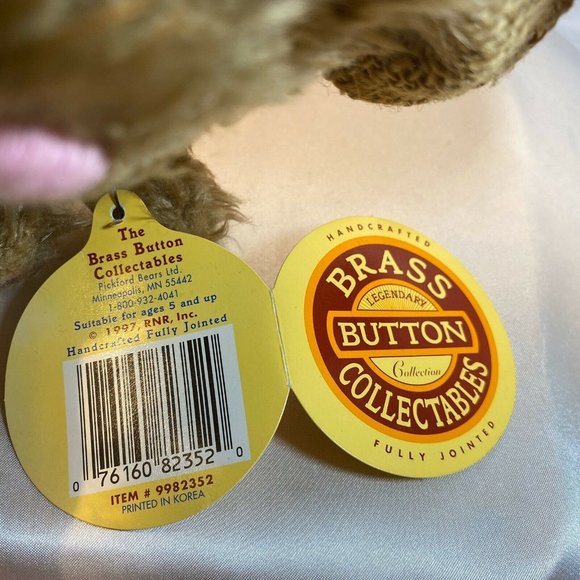 The
Brass Button
Collectables
Pickford Bears Ltd.
Minneapolis, MN 55442
1-800-932-4041
Suitable for ages 5 and up
© 1997, RNR, Inc.
Handcrafted Fully Jointed
0 76160 82352 0
ITEM # 9982352
PRINTED IN KOREA
HANDCRAFTED
BRASS
LEGENDARY
BUTTON
Collection
COLLECTABLES
FULLY JOINTED